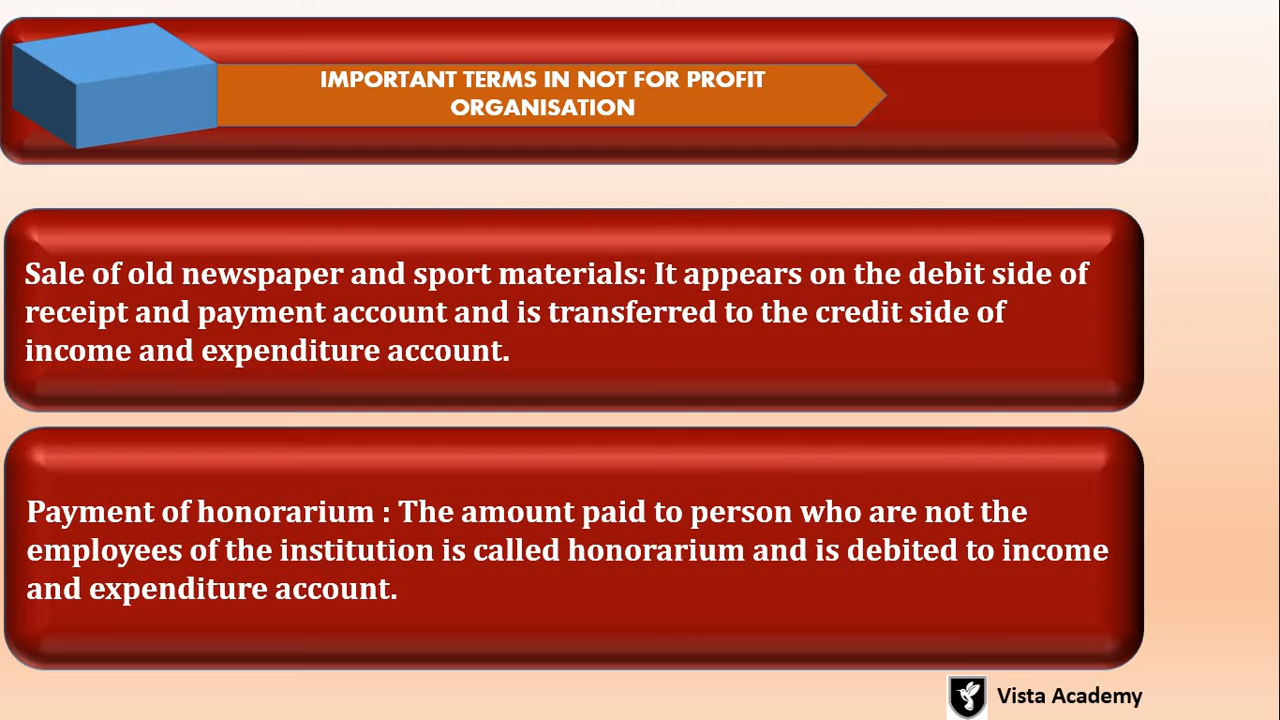 IMPORTANT TERMS IN NOT FOR PROFIT
ORGANISATION
Sale of old newspaper and sport materials: It appears on the debit side of
receipt and payment account and is transferred to the credit side of
income and expenditure account.
Payment of honorarium : The amount paid to person who are not the
employees of the institution is called honorarium and is debited to income
and expenditure account.
Vista Academy